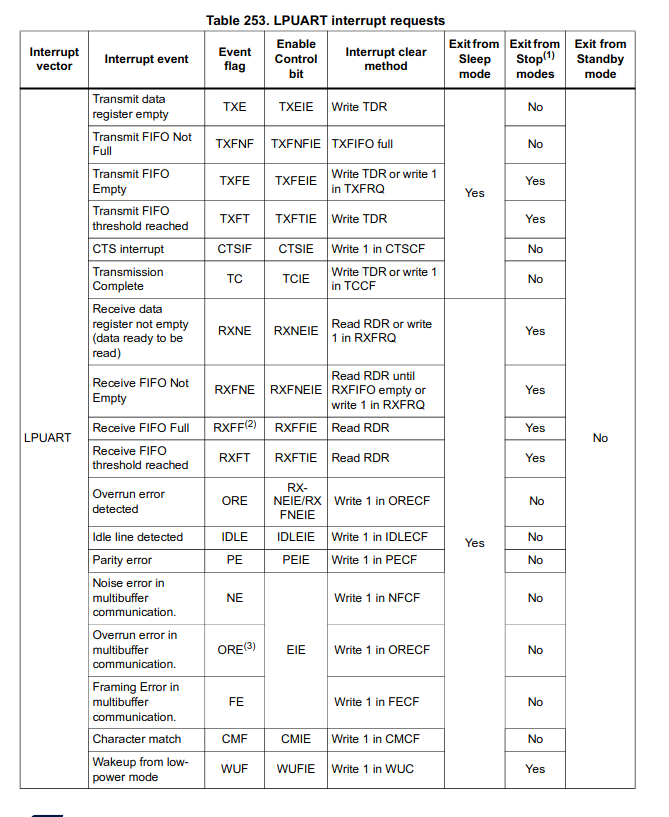 Table 253. LPUART interrupt requests
Interrupt vector Interrupt event Event flag Enable Control bit Interrupt clear method Exit from Sleep mode Exit from Stop(1) modes Exit from Standby mode
LPUART
Transmit data register empty TXE TXEIE Write TDR No
Transmit FIFO Not Full TXFNF TXFNFIE TXFIFO full No
Transmit FIFO Empty TXFE TXFEIE Write TDR or write 1 in TXFRQ Yes
Yes
Transmit FIFO threshold reached TXFT TXFTIE Write TDR Yes
CTS interrupt CTSIF CTSIE Write 1 in CTSCF No
Transmission Complete TC TCIE Write TDR or write 1 in TCCF No
Receive data register not empty (data ready to be read) RXNE RXNEIE Read RDR or write 1 in RXFRQ Yes
Receive FIFO Not Empty RXFNE RXFNEIE Read RDR until RXFIFO empty or write 1 in RXFRQ Yes
Receive FIFO Full RXFF(2) RXFFIE Read RDR Yes
No
Receive FIFO threshold reached RXFT RXFTIE Read RDR Yes
Overrun error detected ORE RX-NEIE/RXFNEIE Write 1 in ORECF No
Idle line detected IDLE IDLEIE Write 1 in IDLECF No
Yes
Parity error PE PEIE Write 1 in PECF No
Noise error in multibuffer communication. NE Write 1 in NFCF No
Overrun error in multibuffer communication. ORE(3) EIE Write 1 in ORECF No
Framing Error in multibuffer communication. FE Write 1 in FECF No
Character match CMF CMIE Write 1 in CMCF No
Wakeup from low-power mode WUF WUFIE Write 1 in WUC Yes